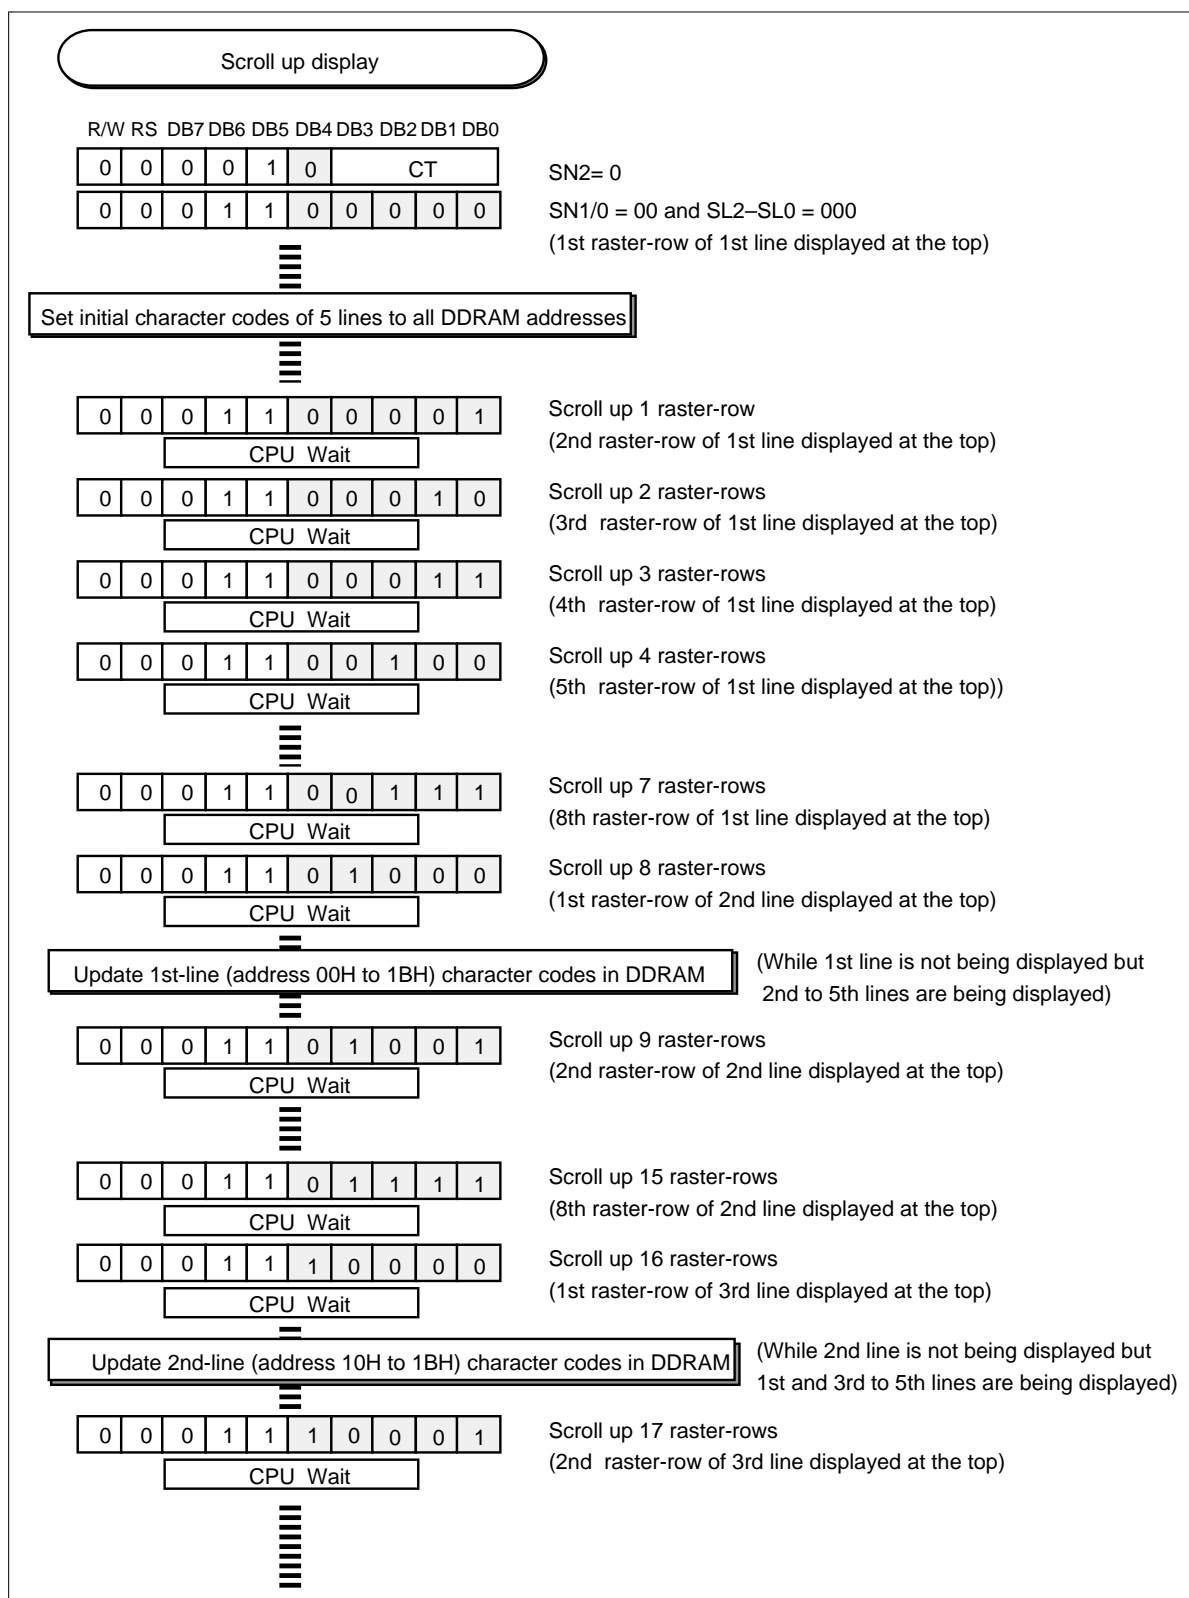 Scroll up display
R/W RS DB7 DB6 DB5 DB4 DB3 DB2 DB1 DB0
0 0 0 0 1 0 CT SN2= 0
0 0 0 1 1 0 0 0 0 0 SN1/0 = 00 and SL2–SL0 = 000
(1st raster-row of 1st line displayed at the top)
Set initial character codes of 5 lines to all DDRAM addresses
0 0 0 1 1 0 0 0 0 1 Scroll up 1 raster-row
(2nd raster-row of 1st line displayed at the top)
CPU Wait
0 0 0 1 1 0 0 0 1 0 Scroll up 2 raster-rows
(3rd raster-row of 1st line displayed at the top)
CPU Wait
0 0 0 1 1 0 0 0 1 1 Scroll up 3 raster-rows
(4th raster-row of 1st line displayed at the top)
CPU Wait
0 0 0 1 1 0 0 1 0 0 Scroll up 4 raster-rows
(5th raster-row of 1st line displayed at the top))
CPU Wait
0 0 0 1 1 0 0 1 1 1 Scroll up 7 raster-rows
(8th raster-row of 1st line displayed at the top)
CPU Wait
0 0 0 1 1 0 1 0 0 0 Scroll up 8 raster-rows
(1st raster-row of 2nd line displayed at the top)
CPU Wait
Update 1st-line (address 00H to 1BH) character codes in DDRAM
(While 1st line is not being displayed but
2nd to 5th lines are being displayed)
0 0 0 1 1 0 1 0 0 1 Scroll up 9 raster-rows
(2nd raster-row of 2nd line displayed at the top)
CPU Wait
0 0 0 1 1 0 1 1 1 1 Scroll up 15 raster-rows
(8th raster-row of 2nd line displayed at the top)
CPU Wait
0 0 0 1 1 1 0 0 0 0 Scroll up 16 raster-rows
(1st raster-row of 3rd line displayed at the top)
CPU Wait
Update 2nd-line (address 10H to 1BH) character codes in DDRAM
(While 2nd line is not being displayed but
1st and 3rd to 5th lines are being displayed)
0 0 0 1 1 1 0 0 0 1 Scroll up 17 raster-rows
(2nd raster-row of 3rd line displayed at the top)
CPU Wait